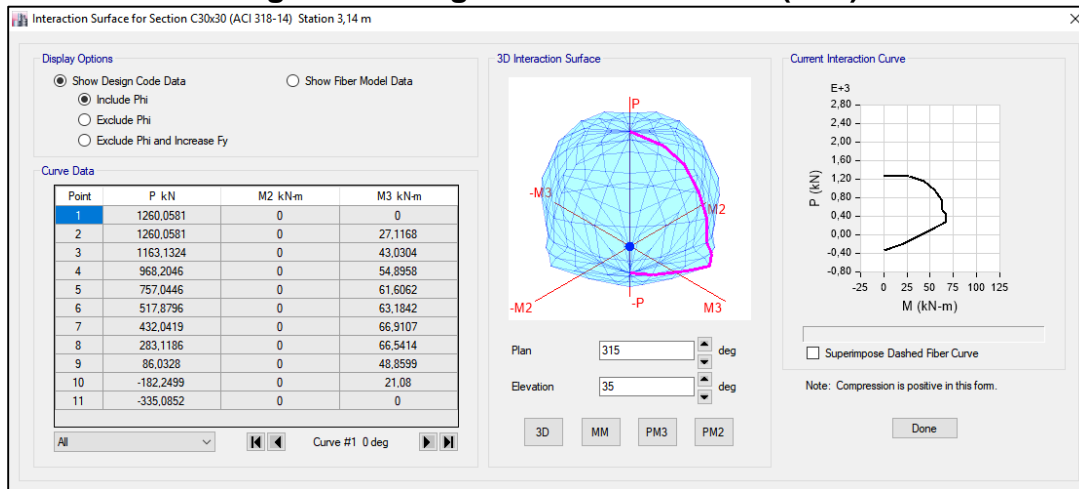 Interaction Surface for Section C30x30 (ACI 318-14) Station 3,14 m
Display Options
Show Design Code Data
Show Fiber Model Data
Include Phi
Exclude Phi
Exclude Phi and Increase Fy
Curve Data
Point P kN M2 kN-m M3 kN-m
1 1260,0581 0 0
2 1260,0581 0 27,1168
3 1163,1324 0 43,0304
4 968,2046 0 54,8958
5 757,0446 0 61,6062
6 517,8796 0 63,1842
7 432,0419 0 66,9107
8 283,1186 0 66,5414
9 86,0328 0 48,8599
10 -182,2499 0 21,08
11 -335,0852 0 0
All
Curve #1 0 deg
3D Interaction Surface
P
-M3
M2
-M2
-P
M3
Plan 315 deg
Elevation 35 deg
3D MM PM3 PM2
Current Interaction Curve
E+3
2,80
2,40
2,00
1,60
1,20
0,80
0,40
0,00
-0,40
-0,80
P (kN)
-25 0 25 50 75 100 125
M (kN-m)
Superimpose Dashed Fiber Curve
Note: Compression is positive in this form.
Done